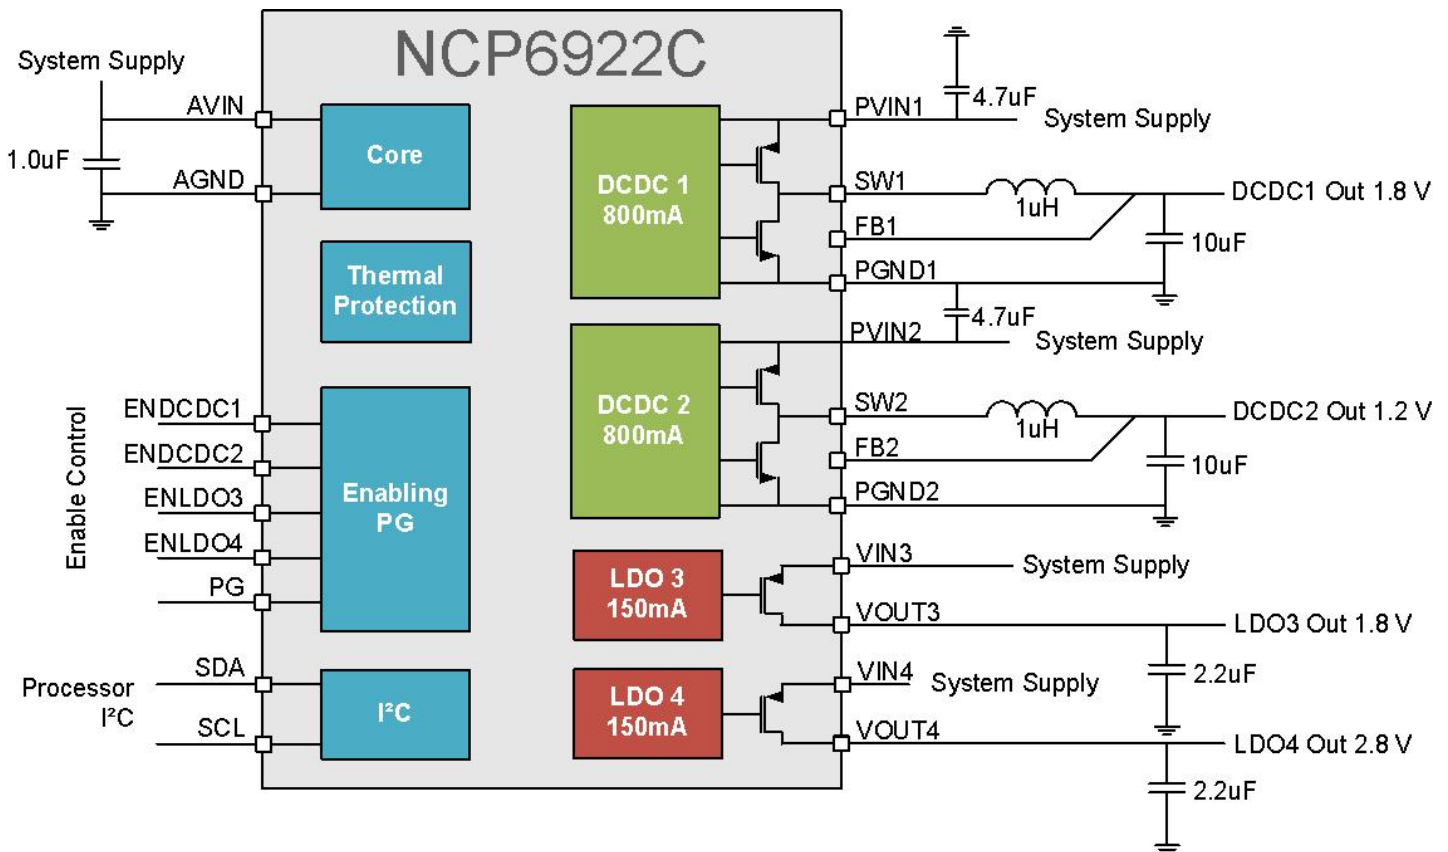 NCP6922C
System Supply
AVIN
1.0uF
AGND
Core
Thermal
Protection
Enable Control
ENDCDC1
ENDCDC2
ENLDO3
ENLDO4
PG
Enabling
PG
Processor
I²C
SDA
SCL
I²C
DCDC 1
800mA
PVIN1
4.7uF
System Supply
SW1
1uH
DCDC1 Out 1.8 V
FB1
10uF
PGND1
DCDC 2
800mA
PVIN2
4.7uF
System Supply
SW2
1uH
DCDC2 Out 1.2 V
FB2
10uF
PGND2
LDO 3
150mA
VIN3
System Supply
VOUT3
LDO3 Out 1.8 V
2.2uF
LDO 4
150mA
VIN4
System Supply
VOUT4
LDO4 Out 2.8 V
2.2uF